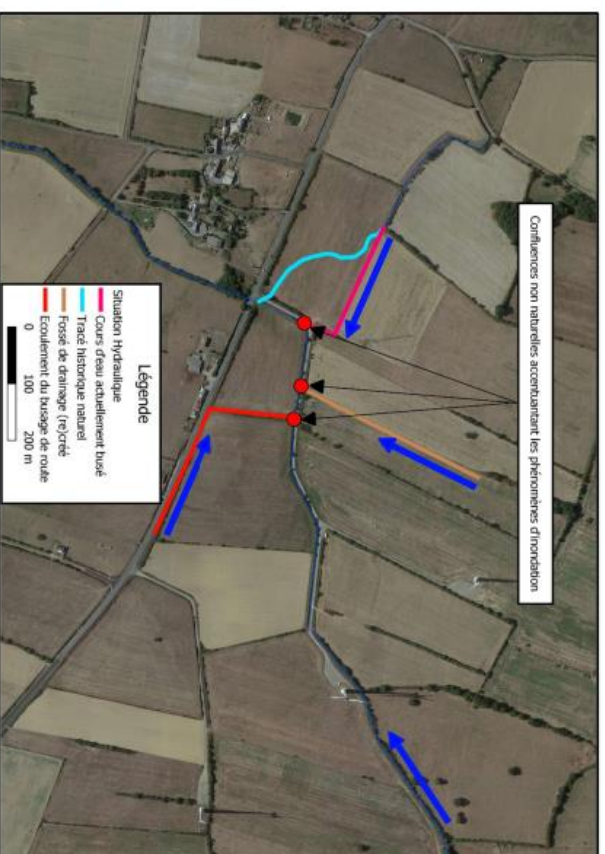 Confluences non naturelles accentuantant les phénomènes d'inondation
Légende
Situation Hydraulique
Cours d'eau actuellement busé
Tracé historique naturel
Fossé de drainage (re)créé
Ecoulement du busage de route
0 100 200 m